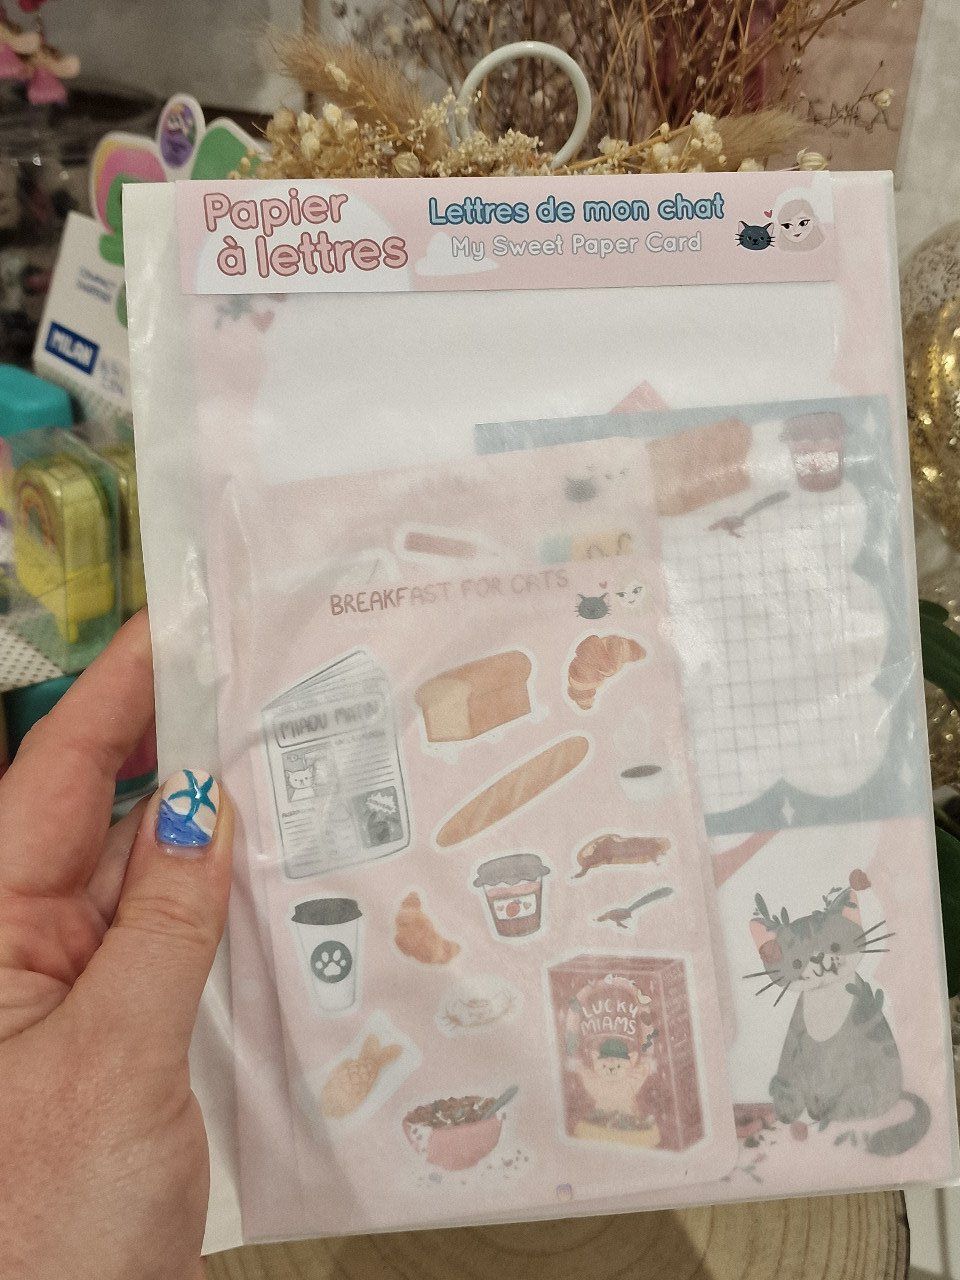 Papier
à lettres
Lettres de mon chat
My Sweet Paper Card
MILAN
BREAKFAST FOR CATS
MIAOU MATIN
LUCKY
MIAMS